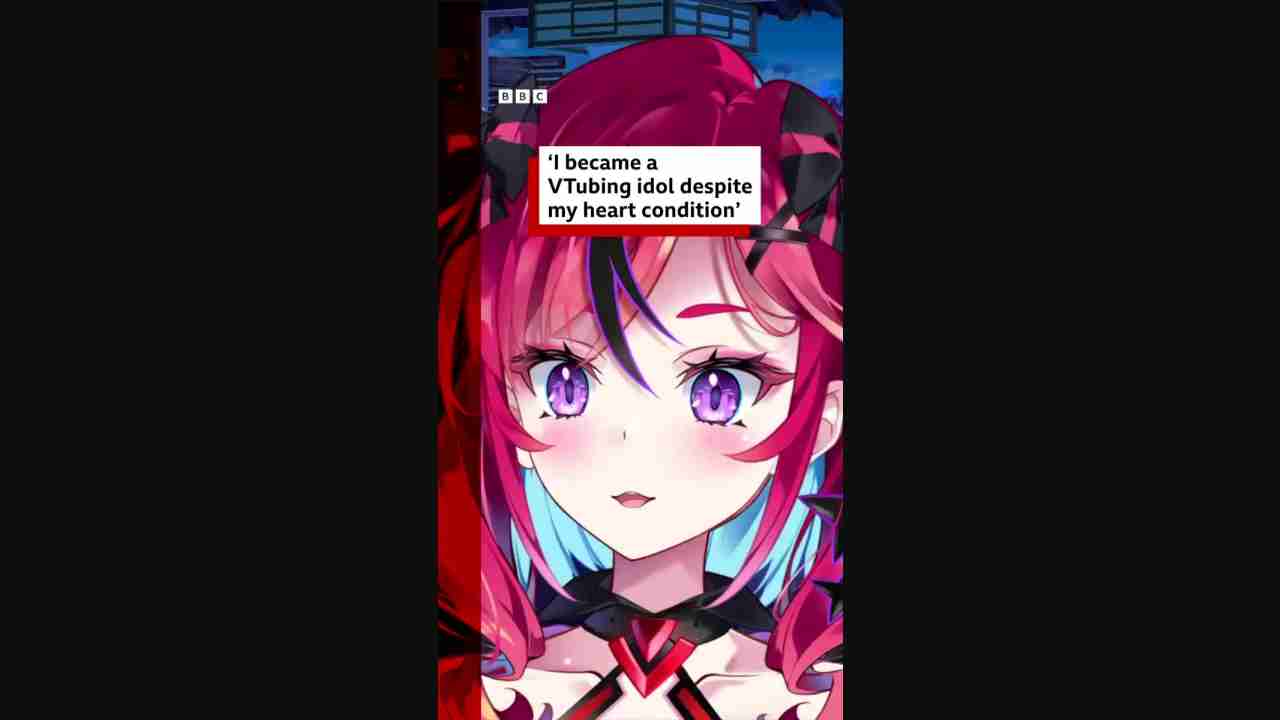 BBC
‘I became a
VTubing idol despite
my heart condition’